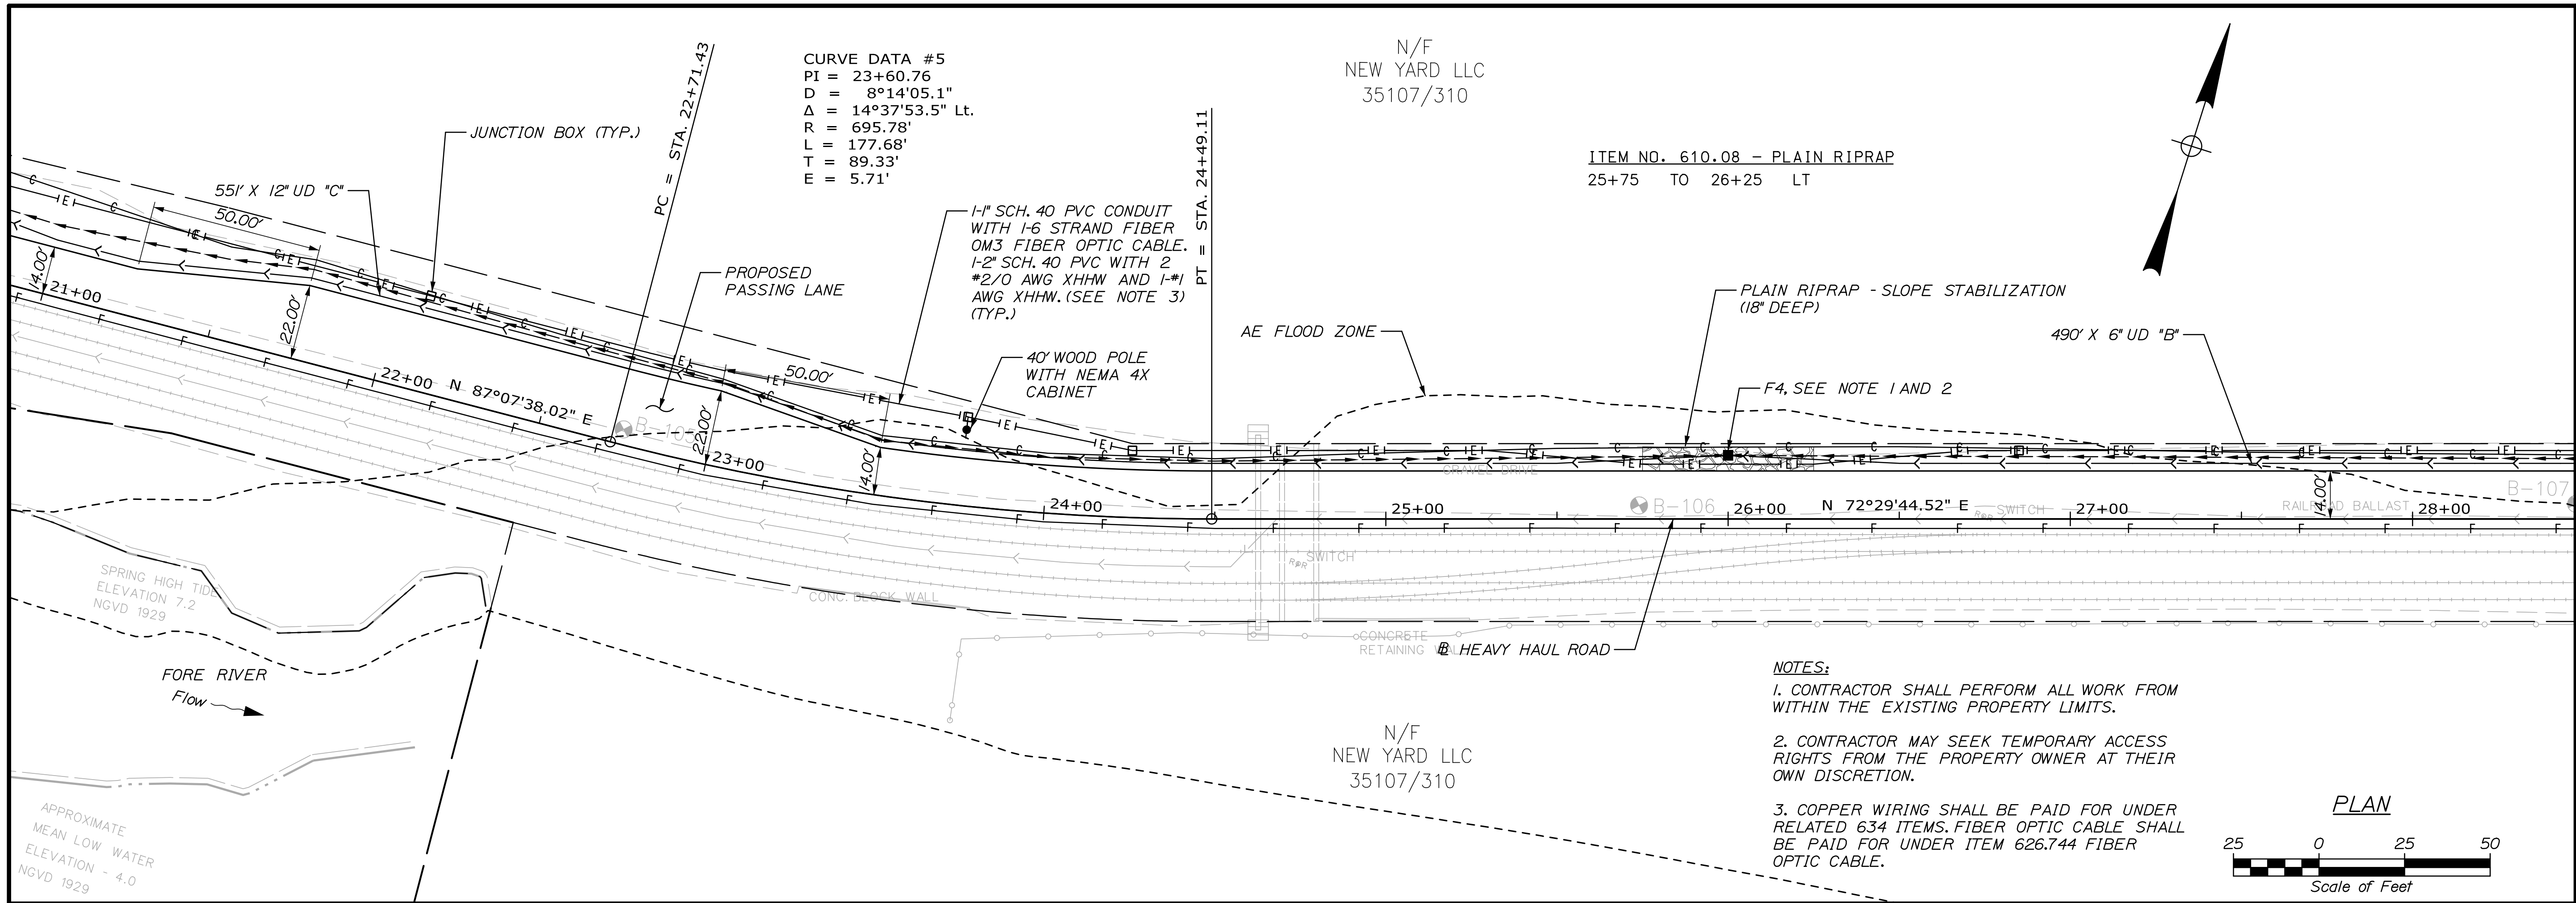 CURVE DATA #5
PI = 23+60.76
D = 8°14'05.1"
Δ = 14°37'53.5" Lt.
R = 695.78'
L = 177.68'
T = 89.33'
E = 5.71'
N/F
NEW YARD LLC
35107/310
ITEM NO. 610.08 - PLAIN RIPRAP
25+75 TO 26+25 LT
JUNCTION BOX (TYP.)
551' X 12" UD "C"
50.00'
PC = STA. 22+71.43
PT = STA. 24+49.11
1-1" SCH. 40 PVC CONDUIT
WITH 1-6 STRAND FIBER
OM3 FIBER OPTIC CABLE.
1-2" SCH. 40 PVC WITH 2
#2/0 AWG XHHW AND 1-#1
AWG XHHW. (SEE NOTE 3)
(TYP.)
PROPOSED
PASSING LANE
40' WOOD POLE
WITH NEMA 4X
CABINET
50.00'
AE FLOOD ZONE
PLAIN RIPRAP - SLOPE STABILIZATION
(18" DEEP)
F4, SEE NOTE 1 AND 2
490' X 6" UD "B"
14.00'
21+00
22.00'
22+00
N 87°07'38.02" E
B-105
22.00'
23+00
14.00'
24+00
GRAVEL DRIVE
25+00
B-106
26+00
N 72°29'44.52" E
SWITCH
27+00
RAILROAD BALLAST
14.00'
28+00
B-107
SWITCH
CONC. BLOCK WALL
CONCRETE
RETAINING WALL
HEAVY HAUL ROAD
SPRING HIGH TIDE
ELEVATION 7.2
NGVD 1929
FORE RIVER
Flow
APPROXIMATE
MEAN LOW WATER
ELEVATION - 4.0
NGVD 1929
N/F
NEW YARD LLC
35107/310
NOTES:
1. CONTRACTOR SHALL PERFORM ALL WORK FROM
WITHIN THE EXISTING PROPERTY LIMITS.
2. CONTRACTOR MAY SEEK TEMPORARY ACCESS
RIGHTS FROM THE PROPERTY OWNER AT THEIR
OWN DISCRETION.
3. COPPER WIRING SHALL BE PAID FOR UNDER
RELATED 634 ITEMS. FIBER OPTIC CABLE SHALL
BE PAID FOR UNDER ITEM 626.744 FIBER
OPTIC CABLE.
PLAN
25 0 25 50
Scale of Feet